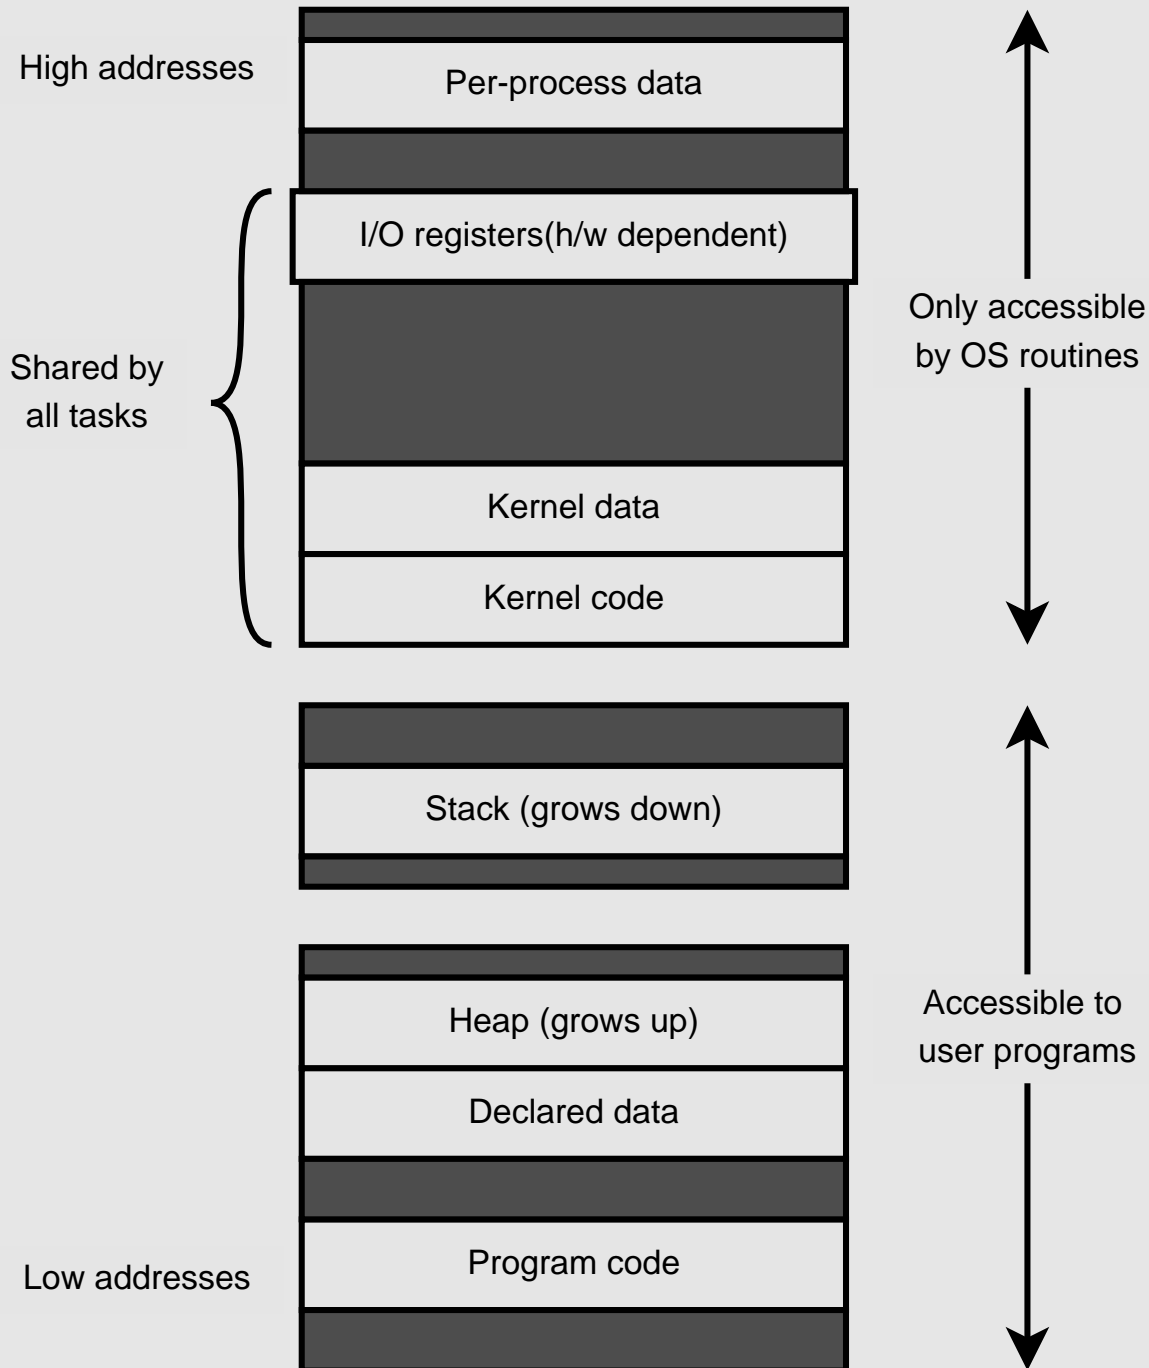 High addresses
Per-process data
I/O registers(h/w dependent)
Only accessible
by OS routines
Shared by
all tasks
Kernel data
Kernel code
Stack (grows down)
Heap (grows up)
Accessible to
user programs
Declared data
Program code
Low addresses